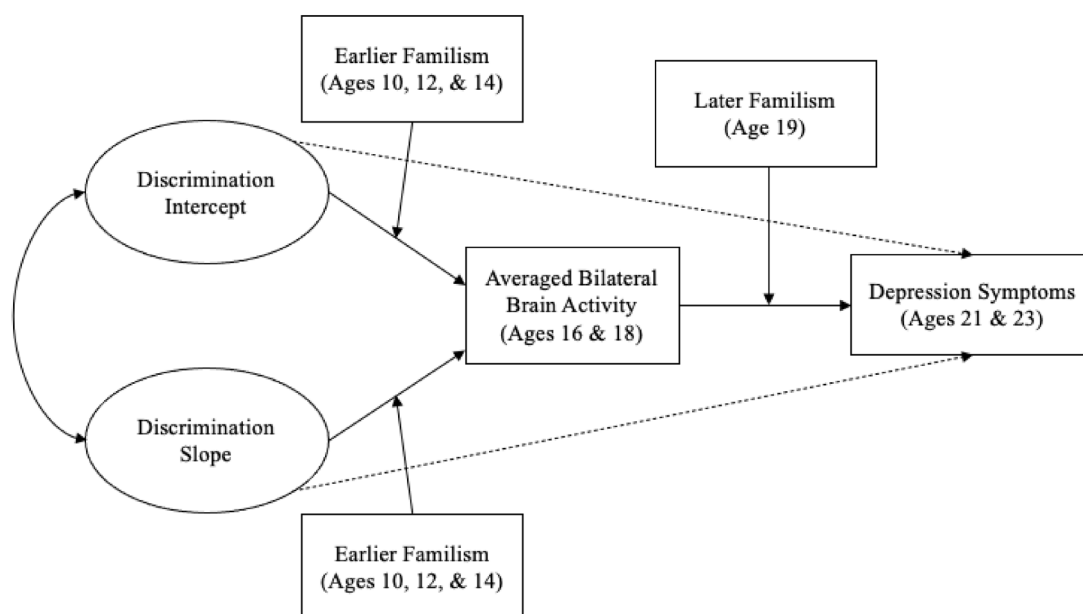 Earlier Familism
(Ages 10, 12, & 14)
Later Familism
(Age 19)
Discrimination
Intercept
Averaged Bilateral
Brain Activity
(Ages 16 & 18)
Depression Symptoms
(Ages 21 & 23)
Discrimination
Slope
Earlier Familism
(Ages 10, 12, & 14)